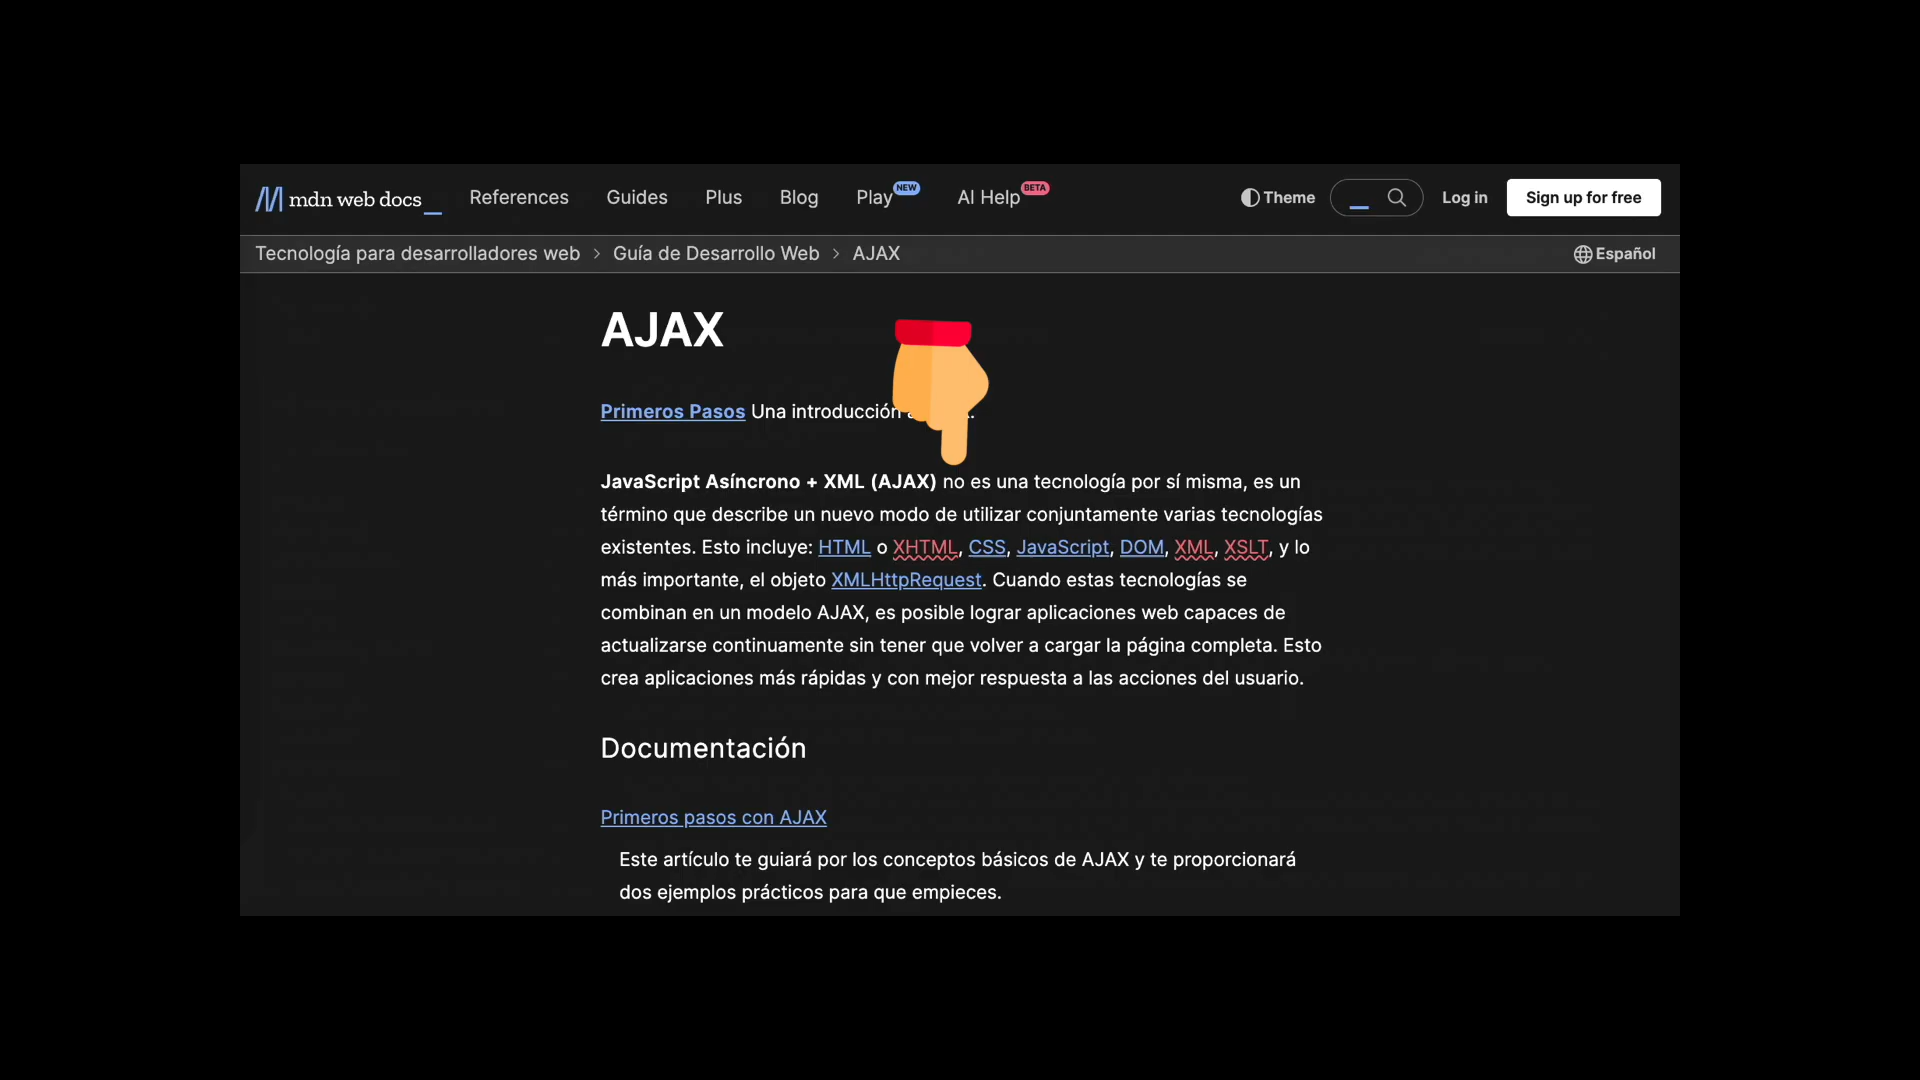 mdn web docs_ References Guides Plus Blog Play NEW AI Help BETA Theme Log in Sign up for free
Tecnología para desarrolladores web > Guía de Desarrollo Web > AJAX Español
AJAX
Primeros Pasos Una introducción
JavaScript Asíncrono + XML (AJAX) no es una tecnología por sí misma, es un
término que describe un nuevo modo de utilizar conjuntamente varias tecnologías
existentes. Esto incluye: HTML o XHTML, CSS, JavaScript, DOM, XML, XSLT, y lo
más importante, el objeto XMLHttpRequest. Cuando estas tecnologías se
combinan en un modelo AJAX, es posible lograr aplicaciones web capaces de
actualizarse continuamente sin tener que volver a cargar la página completa. Esto
crea aplicaciones más rápidas y con mejor respuesta a las acciones del usuario.
Documentación
Primeros pasos con AJAX
Este artículo te guiará por los conceptos básicos de AJAX y te proporcionará
dos ejemplos prácticos para que empieces.